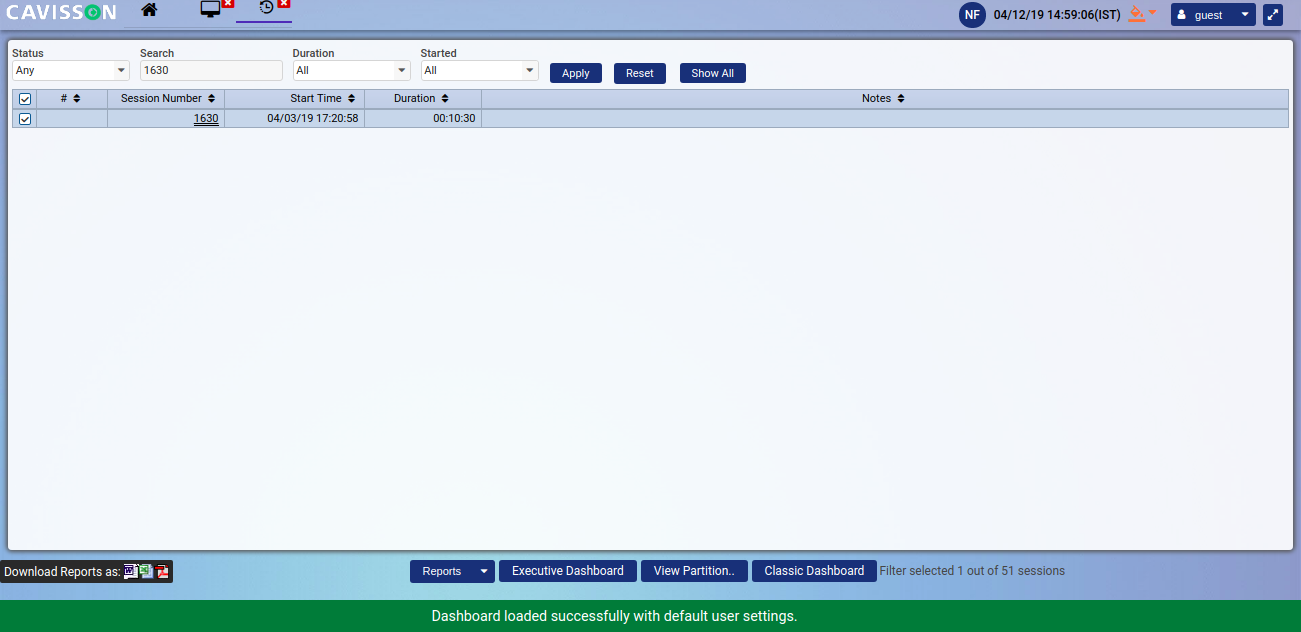 CAVISSON
NF 04/12/19 14:59:06(IST) guest
Status Search Duration Started
Any 1630 All All Apply Reset Show All
# Session Number Start Time Duration Notes
1630 04/03/19 17:20:58 00:10:30
Download Reports as: Reports Executive Dashboard View Partition.. Classic Dashboard Filter selected 1 out of 51 sessions
Dashboard loaded successfully with default user settings.